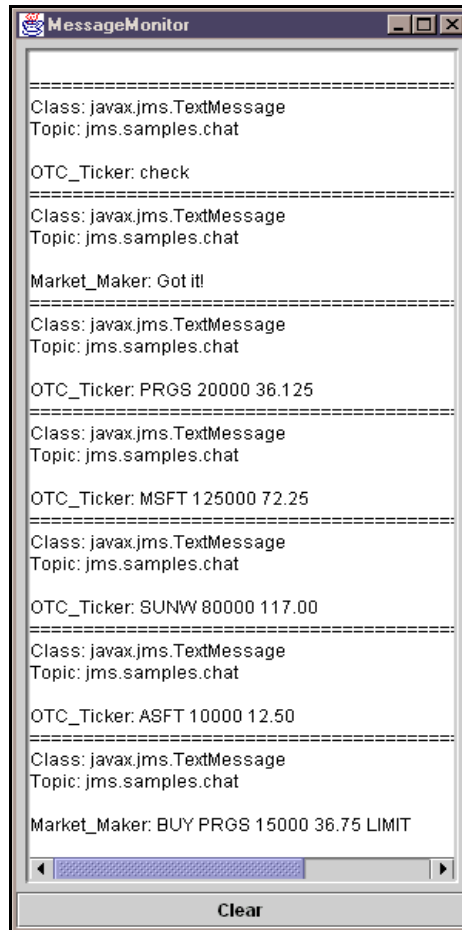 MessageMonitor
==========================================
Class: javax.jms.TextMessage
Topic: jms.samples.chat
OTC_Ticker: check
==========================================
Class: javax.jms.TextMessage
Topic: jms.samples.chat
Market_Maker: Got it!
==========================================
Class: javax.jms.TextMessage
Topic: jms.samples.chat
OTC_Ticker: PRGS 20000 36.125
==========================================
Class: javax.jms.TextMessage
Topic: jms.samples.chat
OTC_Ticker: MSFT 125000 72.25
==========================================
Class: javax.jms.TextMessage
Topic: jms.samples.chat
OTC_Ticker: SUNW 80000 117.00
==========================================
Class: javax.jms.TextMessage
Topic: jms.samples.chat
OTC_Ticker: ASFT 10000 12.50
==========================================
Class: javax.jms.TextMessage
Topic: jms.samples.chat
Market_Maker: BUY PRGS 15000 36.75 LIMIT
Clear